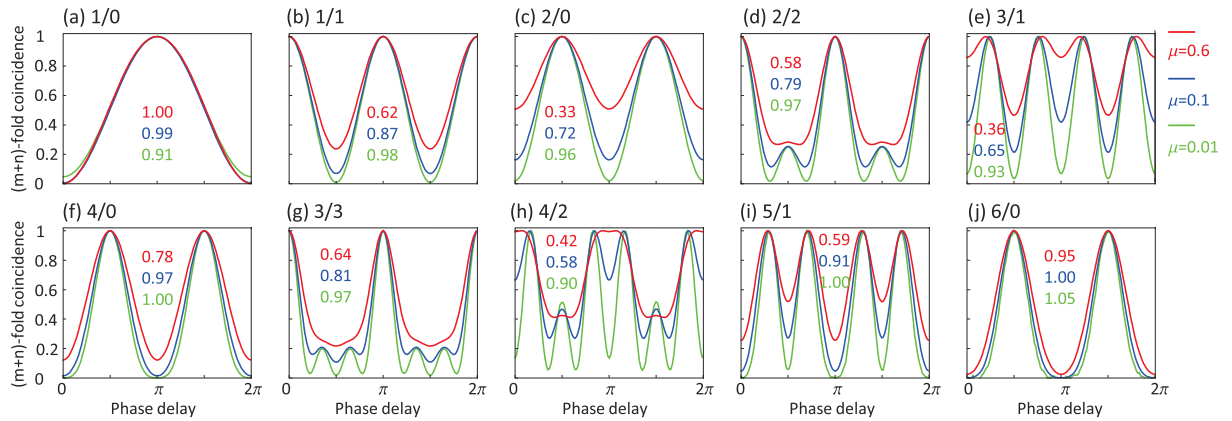 (a) 1/0
(b) 1/1
(c) 2/0
(d) 2/2
(e) 3/1
(m+n)-fold coincidence
1
0.8
0.6
0.4
0.2
0
1.00
0.99
0.91
0.62
0.87
0.98
0.33
0.72
0.96
0.58
0.79
0.97
0.36
0.65
0.93
μ=0.6
μ=0.1
μ=0.01
(f) 4/0
(g) 3/3
(h) 4/2
(i) 5/1
(j) 6/0
(m+n)-fold coincidence
1
0.8
0.6
0.4
0.2
0
0.78
0.97
1.00
0.64
0.81
0.97
0.42
0.58
0.90
0.59
0.91
1.00
0.95
1.00
1.05
0 π 2π
0 π 2π
0 π 2π
0 π 2π
0 π 2π
Phase delay
Phase delay
Phase delay
Phase delay
Phase delay